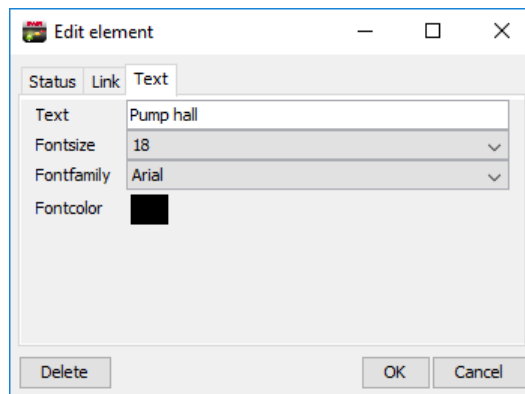 Edit element
Status Link Text
Text Pump hall
Fontsize 18
Fontfamily Arial
Fontcolor
Delete OK Cancel